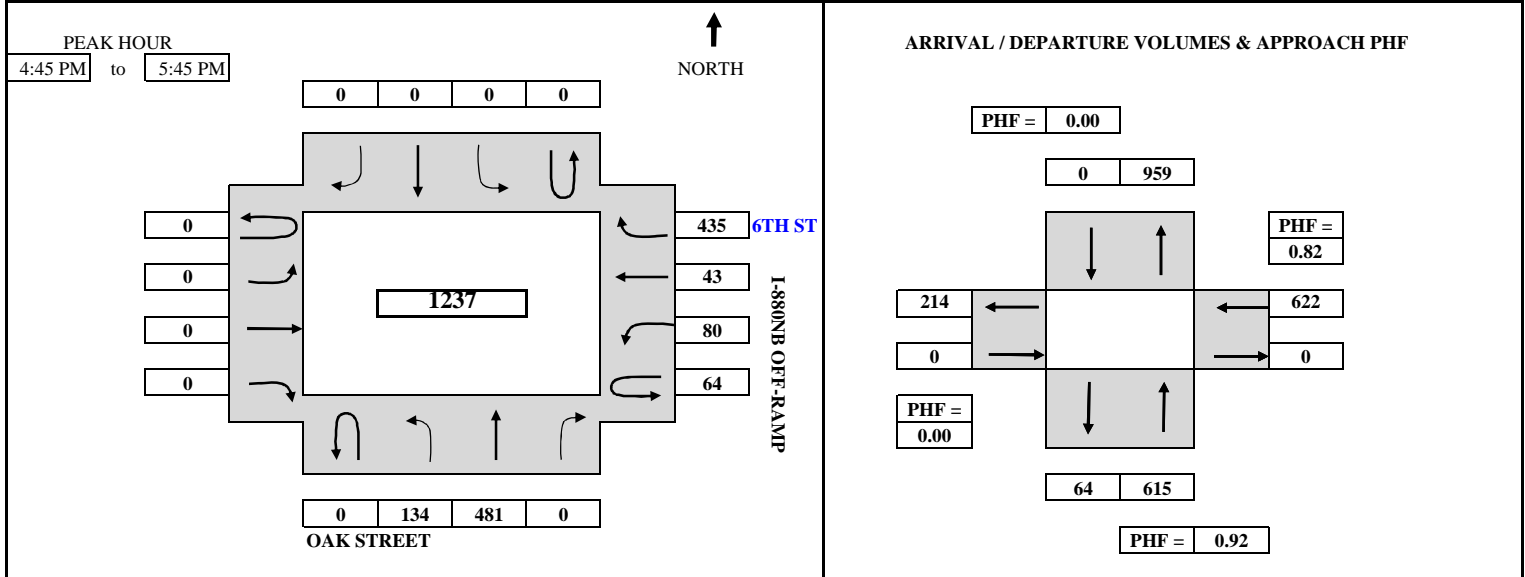 PEAK HOUR
4:45 PM to 5:45 PM
NORTH
0 0 0 0
0 435 6TH ST
0 43
1237
0 80
0 64
I-880NB OFF-RAMP
0 134 481 0
OAK STREET
ARRIVAL / DEPARTURE VOLUMES & APPROACH PHF
PHF = 0.00
0 959
PHF =
0.82
214 622
0 0
PHF =
0.00
64 615
PHF = 0.92